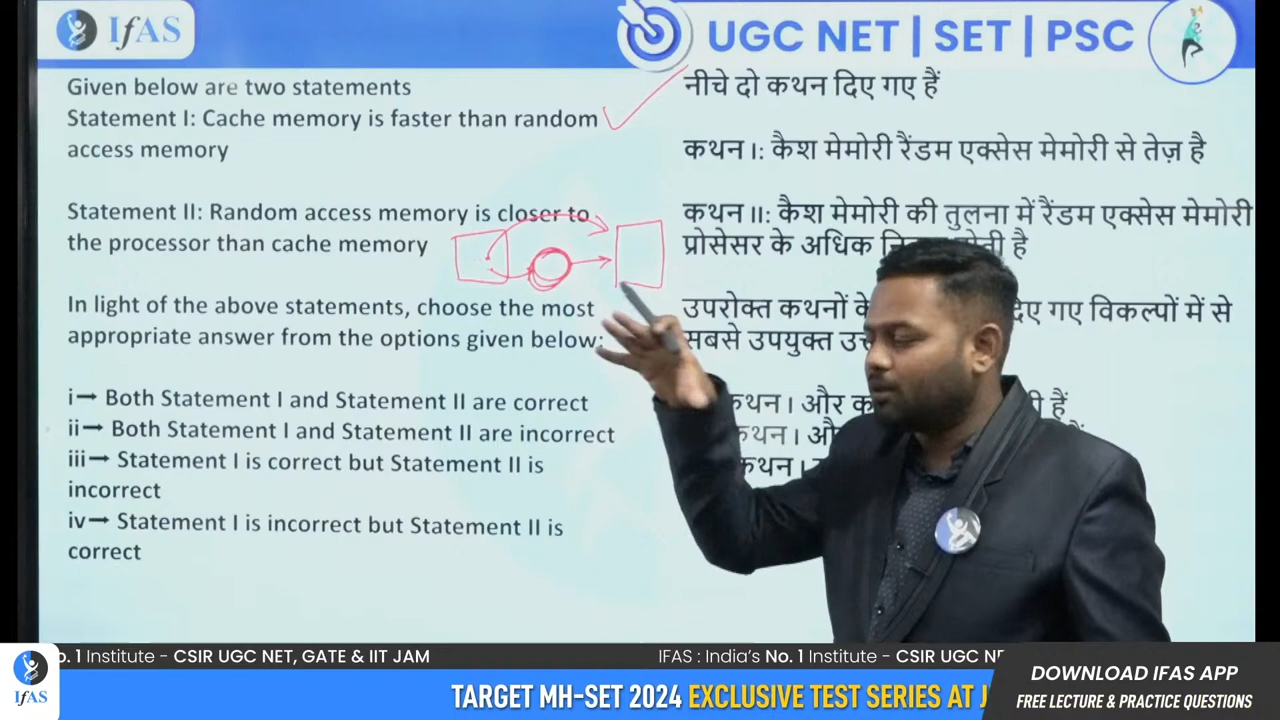 IfAS
UGC NET | SET | PSC
Given below are two statements
Statement I: Cache memory is faster than random
access memory
Statement II: Random access memory is closer to
the processor than cache memory
In light of the above statements, choose the most
appropriate answer from the options given below:
i→ Both Statement I and Statement II are correct
ii→ Both Statement I and Statement II are incorrect
iii→ Statement I is correct but Statement II is
incorrect
iv→ Statement I is incorrect but Statement II is
correct
नीचे दो कथन दिए गए हैं
कथन I: कैश मेमोरी रैंडम एक्सेस मेमोरी से तेज़ है
कथन II: कैश मेमोरी की तुलना में रैंडम एक्सेस मेमोरी
प्रोसेसर के अधिक है
उपरोक्त कथनों गए विकल्पों में से
सबसे उपयुक्त
कथन I और हैं
कथन I
कथन I
No. 1 Institute - CSIR UGC NET, GATE & IIT JAM
IFAS : India's No. 1 Institute - CSIR UGC
IfAS
TARGET MH-SET 2024 EXCLUSIVE TEST SERIES AT
DOWNLOAD IFAS APP
FREE LECTURE & PRACTICE QUESTIONS